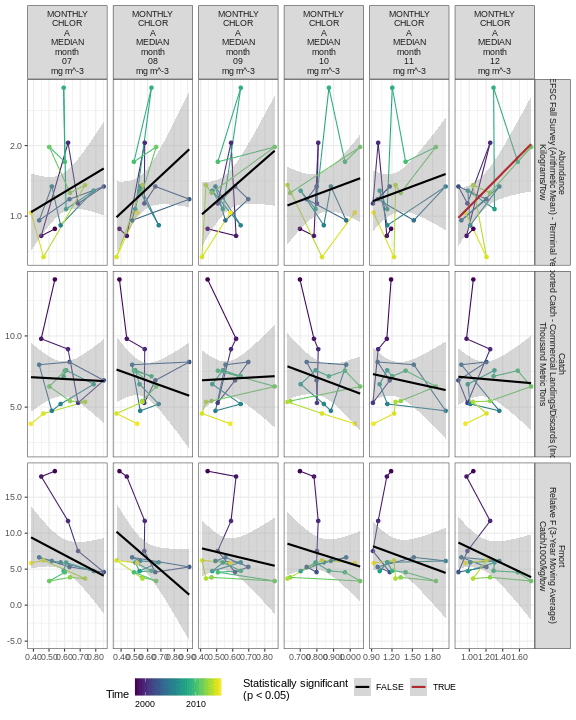 MONTHLY
CHLOR
A
MEDIAN
month
07
mg m^-3
MONTHLY
CHLOR
A
MEDIAN
month
08
mg m^-3
MONTHLY
CHLOR
A
MEDIAN
month
09
mg m^-3
MONTHLY
CHLOR
A
MEDIAN
month
10
mg m^-3
MONTHLY
CHLOR
A
MEDIAN
month
11
mg m^-3
MONTHLY
CHLOR
A
MEDIAN
month
12
mg m^-3
2.0
1.0
Abundance
Fall Survey (Arithmetic Mean) - Terminal
Kilograms/Tow
10.0
5.0
Catch
Catch - Commercial Landings/Discards
Thousand Metric Tons
15.0
10.0
5.0
0.0
-5.0
Fmort
Relative F (3-Year Moving Average)
Catch/1000/kg/tow
0.40 0.50 0.60 0.70 0.80
0.40 0.50 0.60 0.70 0.80 0.90
0.40 0.50 0.60 0.70 0.80
0.700 0.800 0.900 1.000
0.90 1.20 1.50 1.80
1.00 1.20 1.40 1.60
Time
2000 2010
Statistically significant
(p < 0.05)
FALSE TRUE